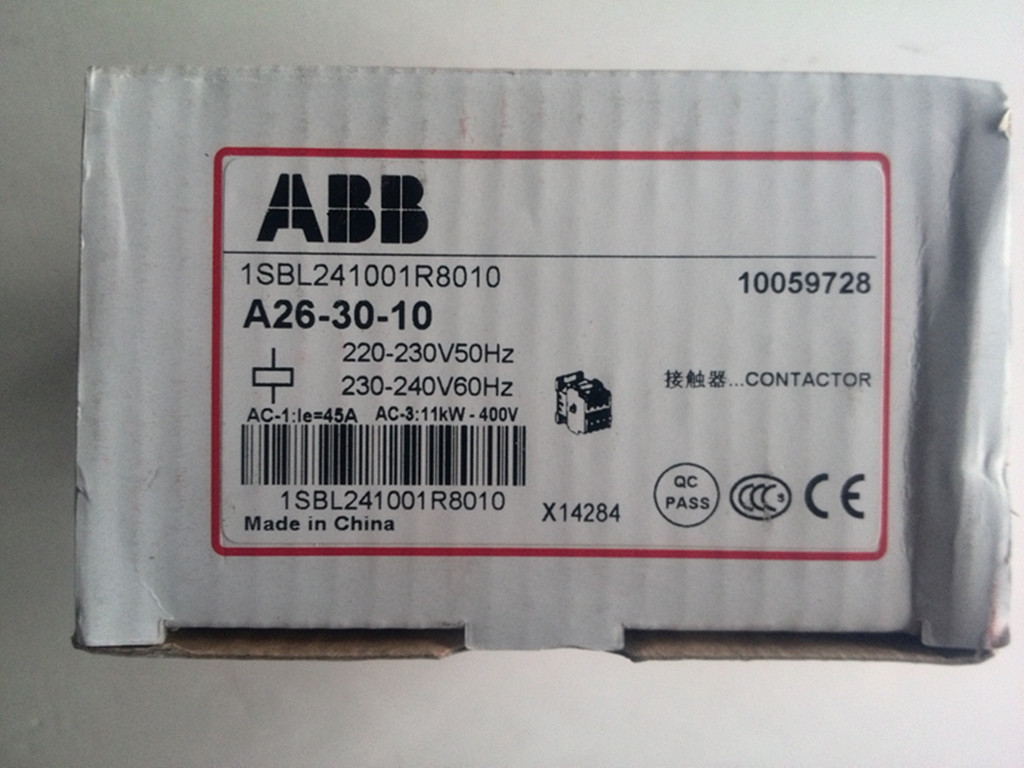 ABB
1SBL241001R8010
10059728
A26-30-10
220-230V50Hz
230-240V60Hz
接触器...CONTACTOR
AC-1:Ie=45A AC-3:11kW - 400V
1SBL241001R8010
X14284
QC
PASS
CCC S
CE
Made in China